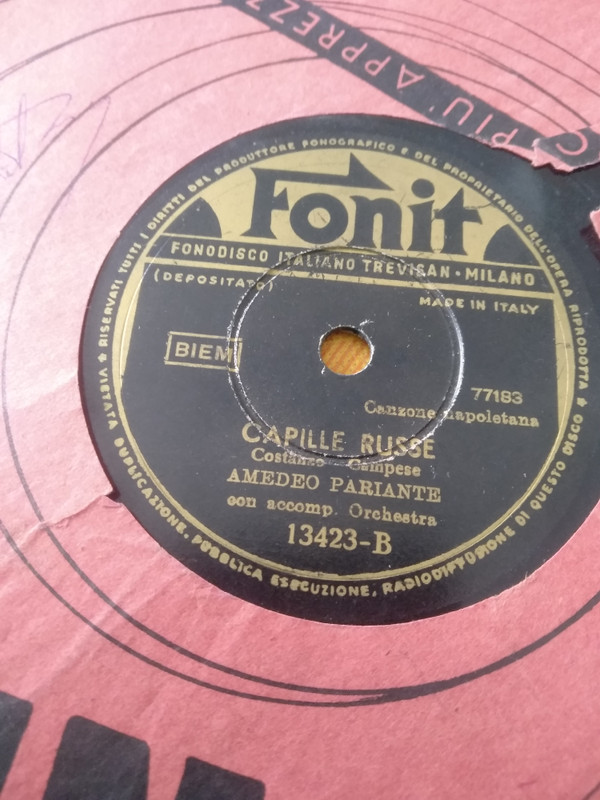 PIU' APPREZZ
Fonit
FONODISCO ITALIANO TREVISAN · MILANO
(DEPOSITATO)
MADE IN ITALY
BIEM
77183
Canzone napoletana
CAPILLE RUSSE
Costanzo - Campese
AMEDEO PARIANTE
con accomp. Orchestra
13423-B
★ RISERVATI TUTTI I DIRITTI DEL PRODUTTORE FONOGRAFICO E DEL PROPRIETARIO DELL'OPERA RIPRODOTTA ★ VIETATA DUPLICAZIONE, PUBBLICA ESECUZIONE, RADIODIFFUSIONE DI QUESTO DISCO